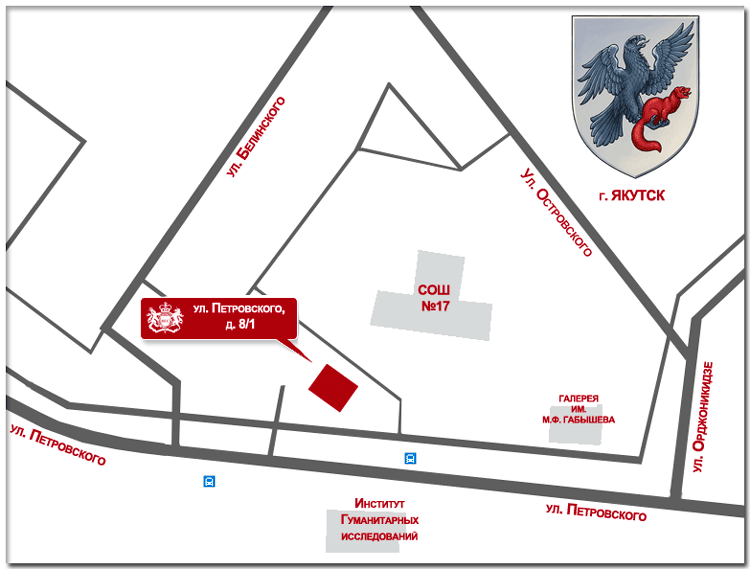 ул. Белинского
Ул. Островского
г. ЯКУТСК
СОШ
№17
ул. Петровского,
д. 8/1
ГАЛЕРЕЯ
ИМ.
М.Ф. ГАБЫШЕВА
ул. Орджоникидзе
ул. Петровского
ул. Петровского
Институт
Гуманитарных
исследований